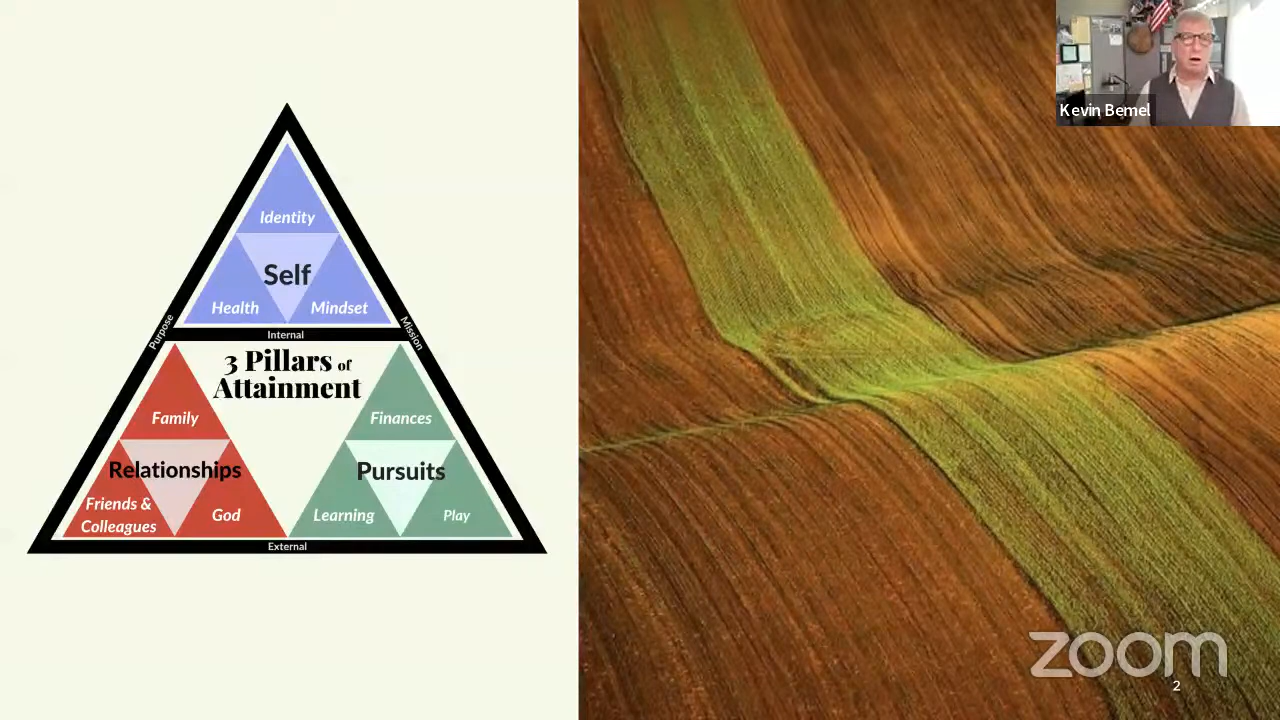 Identity
Self
Health
Mindset
Purpose
Mission
Internal
3 Pillars of
Attainment
Family
Finances
Relationships
Pursuits
Friends &
Colleagues
God
Learning
Play
External
Kevin Bemel
zoom
2